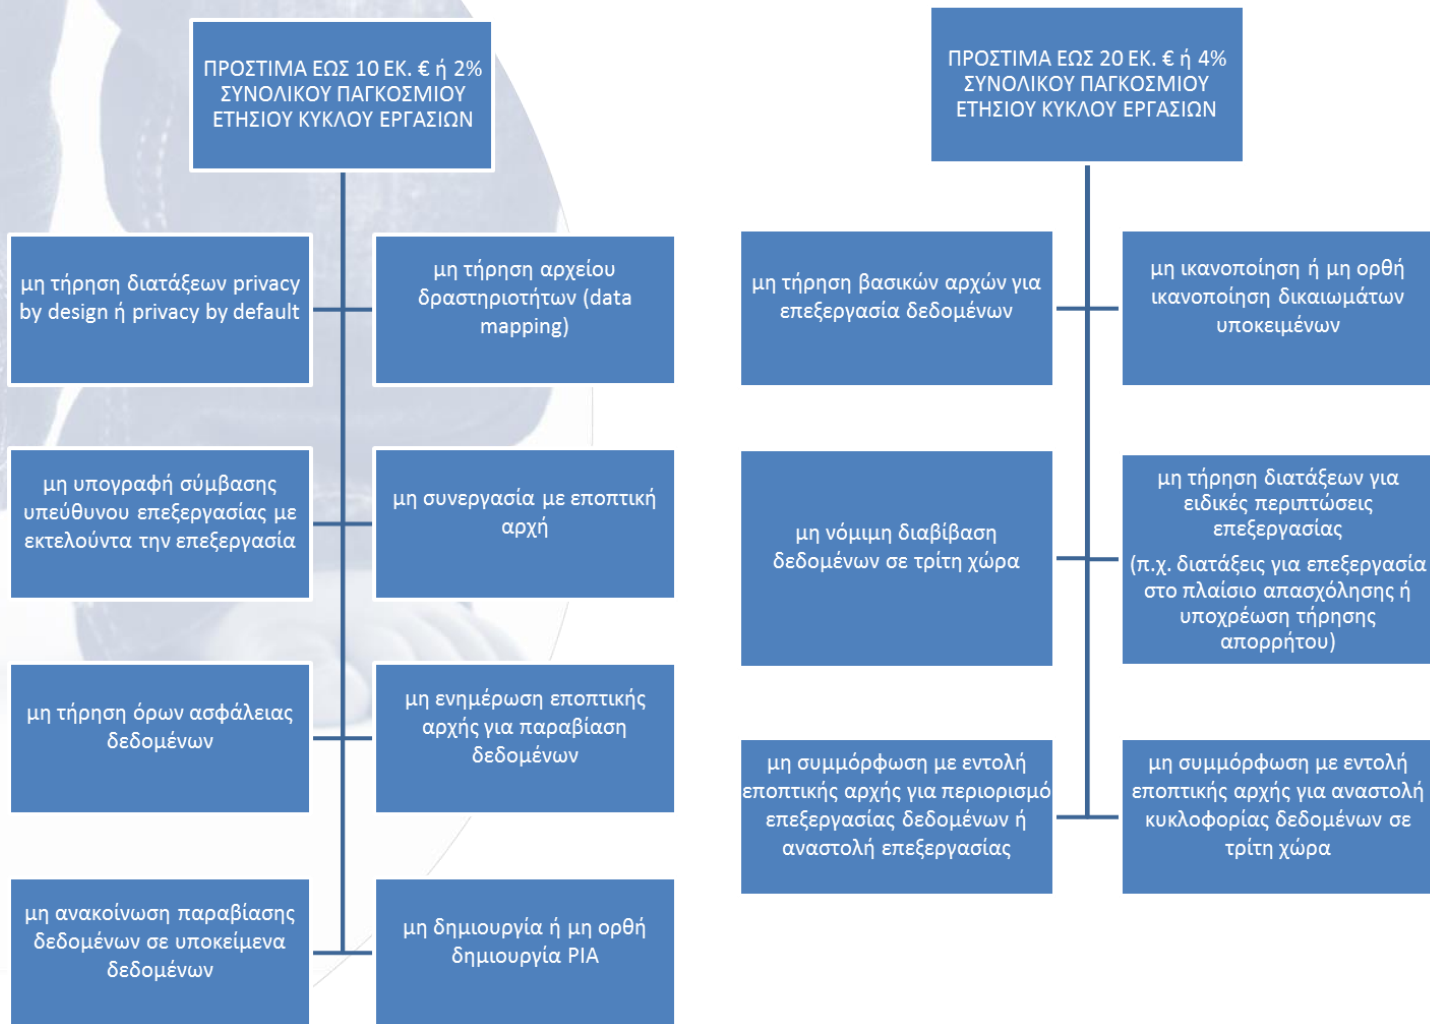 ΠΡΟΣΤΙΜΑ ΕΩΣ 10 ΕΚ. € ή 2%
ΣΥΝΟΛΙΚΟΥ ΠΑΓΚΟΣΜΙΟΥ
ΕΤΗΣΙΟΥ ΚΥΚΛΟΥ ΕΡΓΑΣΙΩΝ
μη τήρηση διατάξεων privacy
by design ή privacy by default
μη τήρηση αρχείου
δραστηριοτήτων (data
mapping)
μη υπογραφή σύμβασης
υπεύθυνου επεξεργασίας με
εκτελούντα την επεξεργασία
μη συνεργασία με εποπτική
αρχή
μη τήρηση όρων ασφάλειας
δεδομένων
μη ενημέρωση εποπτικής
αρχής για παραβίαση
δεδομένων
μη ανακοίνωση παραβίασης
δεδομένων σε υποκείμενα
δεδομένων
μη δημιουργία ή μη ορθή
δημιουργία PIA
ΠΡΟΣΤΙΜΑ ΕΩΣ 20 ΕΚ. € ή 4%
ΣΥΝΟΛΙΚΟΥ ΠΑΓΚΟΣΜΙΟΥ
ΕΤΗΣΙΟΥ ΚΥΚΛΟΥ ΕΡΓΑΣΙΩΝ
μη τήρηση βασικών αρχών για
επεξεργασία δεδομένων
μη ικανοποίηση ή μη ορθή
ικανοποίηση δικαιωμάτων
υποκειμένων
μη νόμιμη διαβίβαση
δεδομένων σε τρίτη χώρα
μη τήρηση διατάξεων για
ειδικές περιπτώσεις
επεξεργασίας
(π.χ. διατάξεις για επεξεργασία
στο πλαίσιο απασχόλησης ή
υποχρέωση τήρησης
απορρήτου)
μη συμμόρφωση με εντολή
εποπτικής αρχής για περιορισμό
επεξεργασίας δεδομένων ή
αναστολή επεξεργασίας
μη συμμόρφωση με εντολή
εποπτικής αρχής για αναστολή
κυκλοφορίας δεδομένων σε
τρίτη χώρα